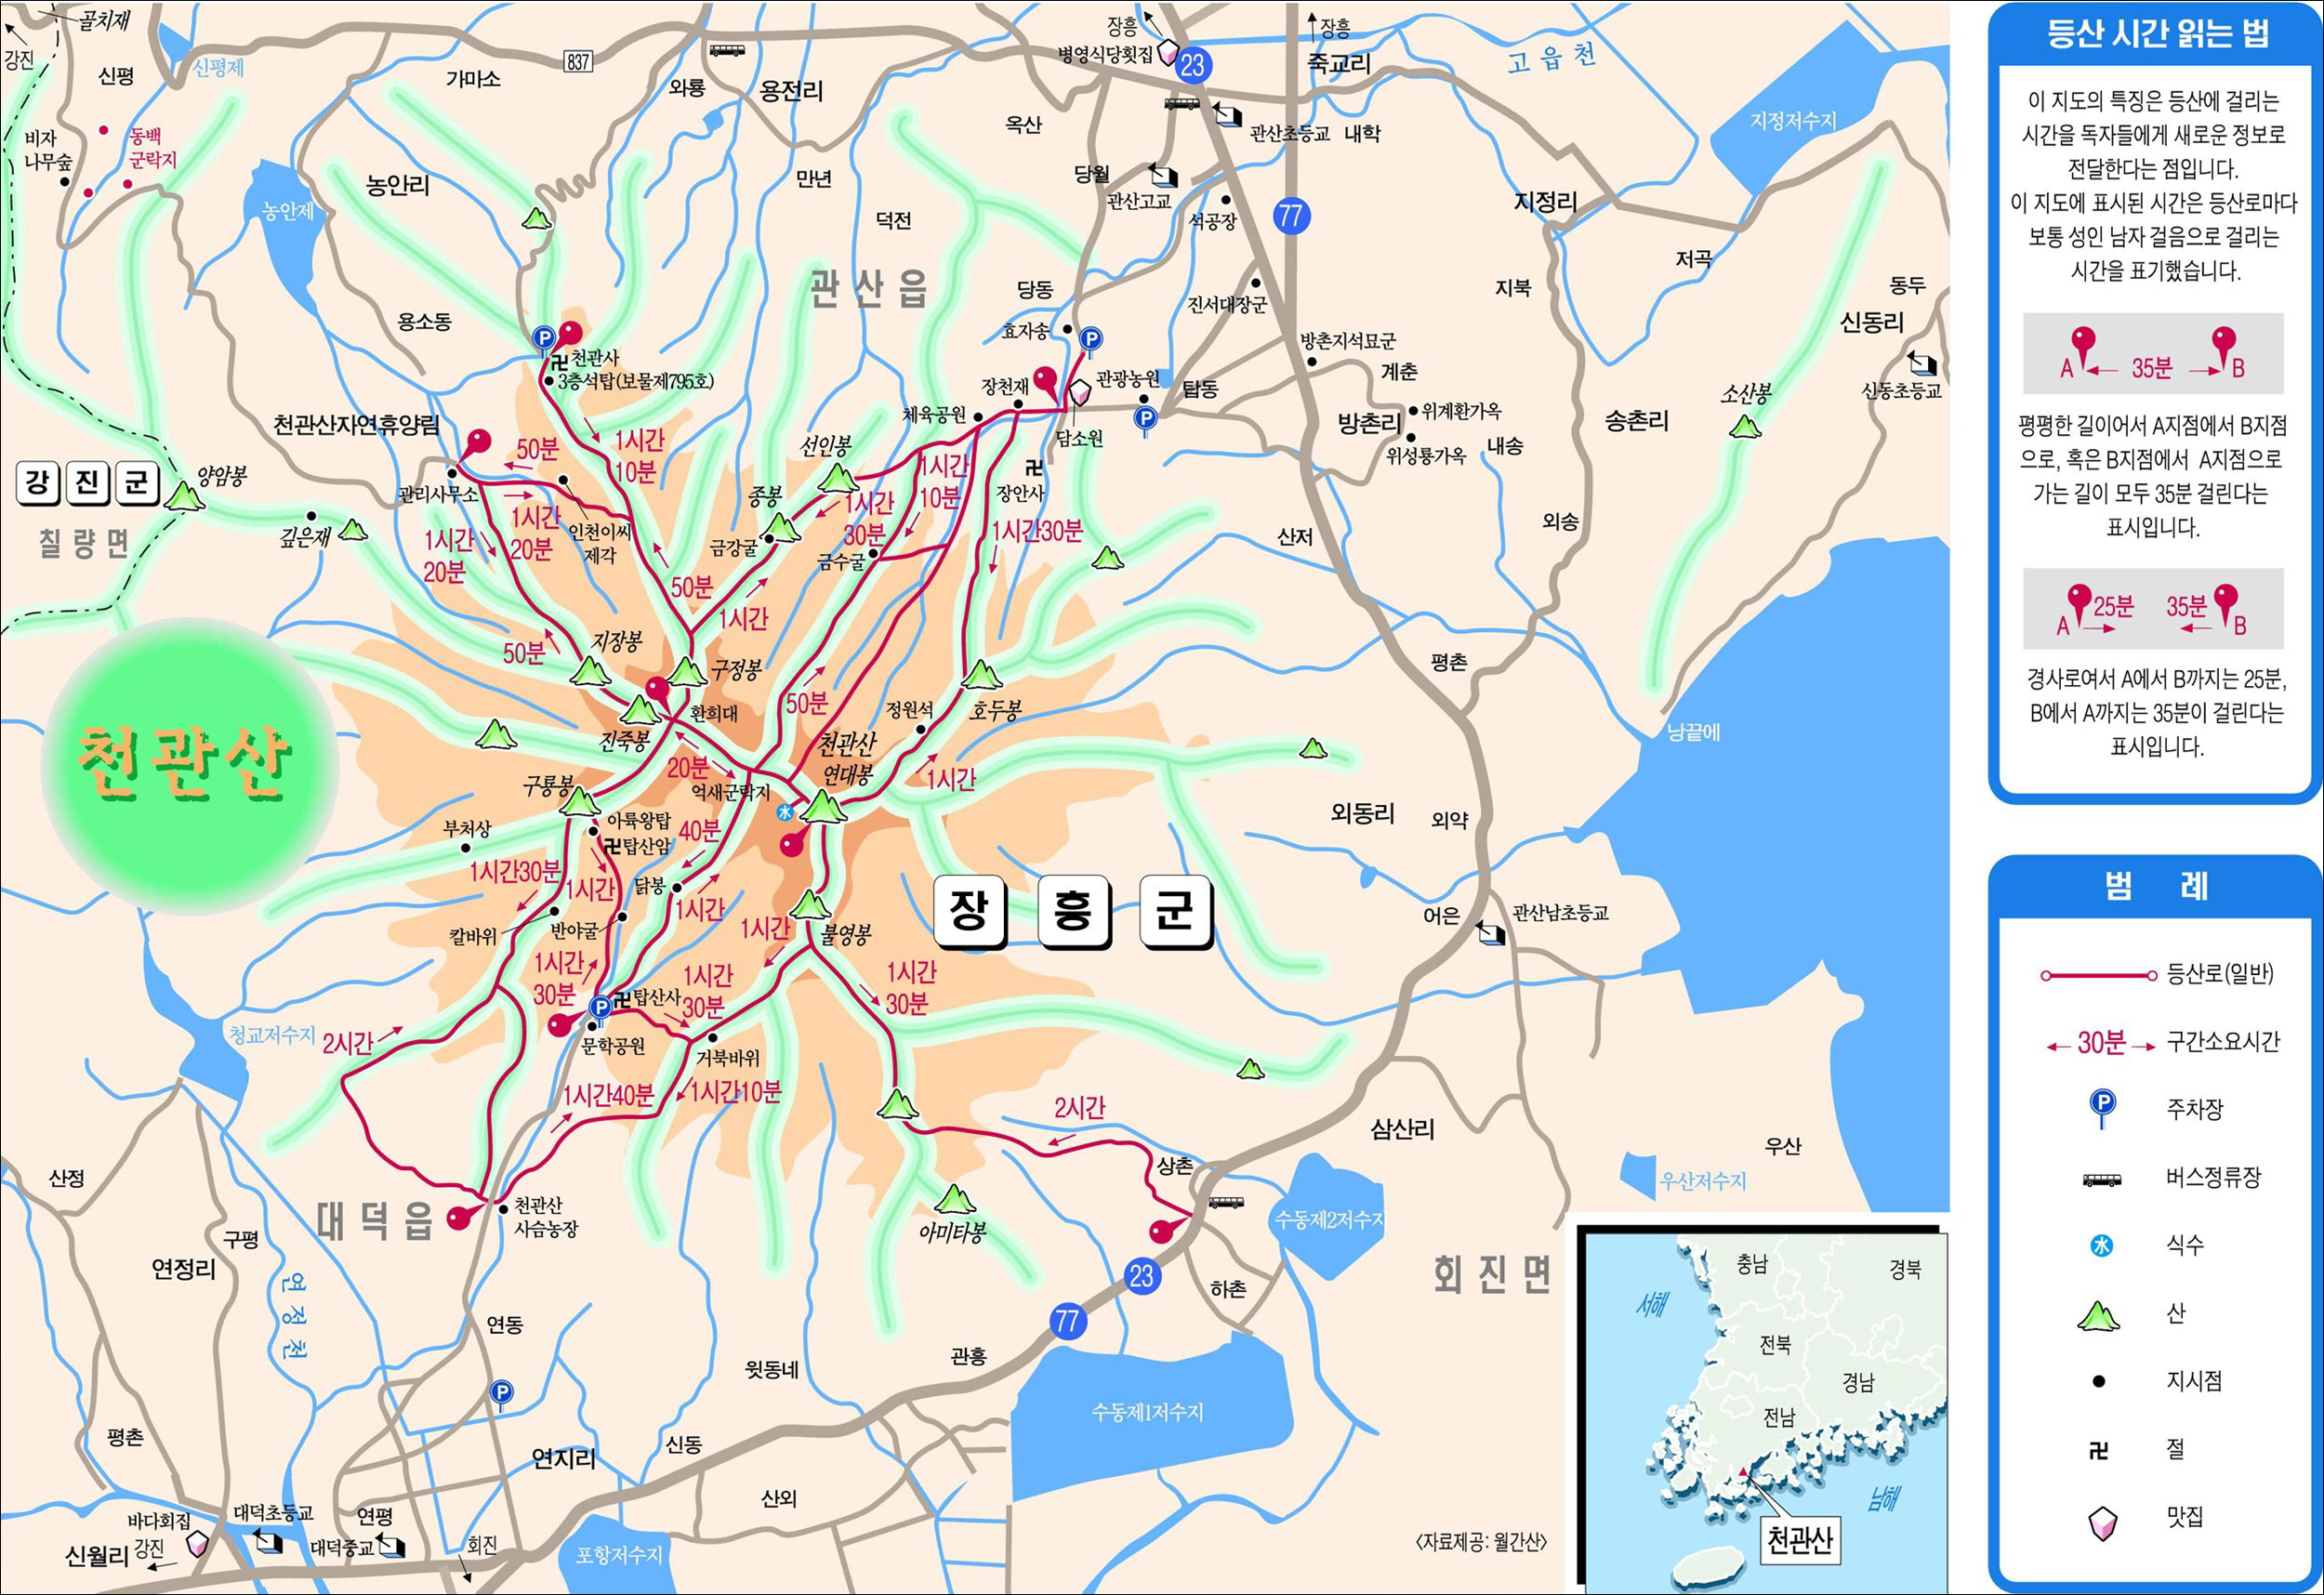 골치재
강진
신평
신평제
가마소
837
와룡
용전리
장흥
병영식당횟집
23
장흥
죽교리
고읍천
비자
나무숲
동백
군락지
농안리
농안제
만년
옥산
관산초등교
내학
당월
관산고교
석공장
77
지정저수지
지정리
덕전
관산읍
당동
진서대장군
지북
저곡
동두
신동리
신동초등교
용소동
천관사
3층석탑(보물제795호)
효자송
관광농원
탑동
방촌지석묘군
계춘
위계환가옥
방촌리
위성룡가옥
내송
송촌리
소산봉
장천재
체육공원
담소원
장안사
천관산자연휴양림
관리사무소
50분
1시간
10분
1시간
20분
1시간
20분
인천이씨
제각
선인봉
종봉
금강굴
금수굴
1시간
30분
1시간
10분
1시간30분
강진군
칠량면
양암봉
깊은재
산저
외송
50분
1시간
50분
지장봉
구정봉
환희대
진죽봉
50분
정원석
호두봉
평촌
낭끝에
천관산
20분
억새군락지
천관산
연대봉
1시간
구룡봉
아륙왕탑
탑산암
부처상
40분
외동리
외약
1시간30분
1시간
닭봉
1시간
칼바위
반야굴
1시간
불영봉
장흥군
어은
관산남초등교
1시간
30분
탑산사
1시간
30분
1시간
30분
청교저수지
2시간
문학공원
거북바위
1시간40분
1시간10분
2시간
상촌
삼산리
우산
우산저수지
산정
대덕읍
천관산
사슴농장
구평
연정리
연정천
아미타봉
수동제2저수지
23
77
하촌
회진면
연동
윗동네
관흥
수동제1저수지
평촌
연지리
신동
산외
바다회집
대덕초등교
연평
대덕중교
신월리
강진
회진
포항저수지
〈자료제공: 월간산〉
등산 시간 읽는 법
이 지도의 특징은 등산에 걸리는
시간을 독자들에게 새로운 정보로
전달한다는 점입니다.
이 지도에 표시된 시간은 등산로마다
보통 성인 남자 걸음으로 걸리는
시간을 표기했습니다.
A 35분 B
평평한 길이어서 A지점에서 B지점
으로, 혹은 B지점에서 A지점으로
가는 길이 모두 35분 걸린다는
표시입니다.
A 25분 35분 B
경사로여서 A에서 B까지는 25분,
B에서 A까지는 35분이 걸린다는
표시입니다.
범 례
등산로(일반)
30분 구간소요시간
P 주차장
버스정류장
水 식수
산
지시점
卍 절
맛집
충남
경북
서해
전북
경남
전남
남해
천관산